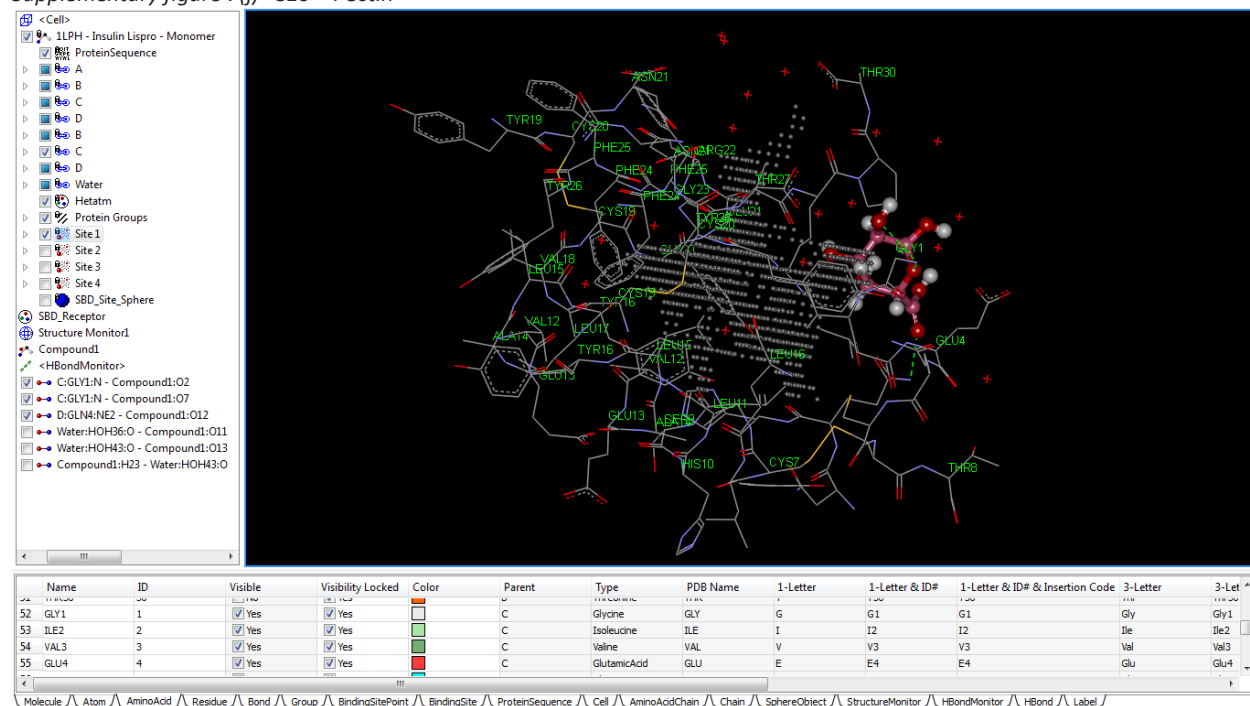 <Cell>
1LPH - Insulin Lispro - Monomer
ProteinSequence
A
B
C
D
B
C
D
Water
Hetatm
Protein Groups
Site 1
Site 2
Site 3
Site 4
SBD_Site_Sphere
SBD_Receptor
Structure Monitor1
Compound1
<HBondMonitor>
C:GLY1:N - Compound1:O2
C:GLY1:N - Compound1:O7
D:GLN4:NE2 - Compound1:O12
Water:HOH36:O - Compound1:O11
Water:HOH43:O - Compound1:O13
Compound1:H23 - Water:HOH43:O
ASN21
THR30
TYR19
CYS20
PHE25
ARG22
PHE24
PHE25
THR27
TYR26
GLY23
PHE24
CYS19
CYS20
GLY1
VAL18
LEU15
CYS19
TYR16
VAL12
LEU17
ALA14
GLU4
TYR16
LEU15
VAL12
LEU16
GLU13
LEU11
GLU13
HIS10
CYS7
THR8
Name ID Visible Visibility Locked Color Parent Type PDB Name 1-Letter 1-Letter & ID# 1-Letter & ID# & Insertion Code 3-Letter 3-Let
52 GLY1 1 Yes Yes C Glycine GLY G G1 G1 Gly Gly1
53 ILE2 2 Yes Yes C Isoleucine ILE I I2 I2 Ile Ile2
54 VAL3 3 Yes Yes C Valine VAL V V3 V3 Val Val3
55 GLU4 4 Yes Yes C GlutamicAcid GLU E E4 E4 Glu Glu4
Molecule Atom AminoAcid Residue Bond Group BindingSitePoint BindingSite ProteinSequence Cell AminoAcidChain Chain SphereObject StructureMonitor HBondMonitor HBond Label